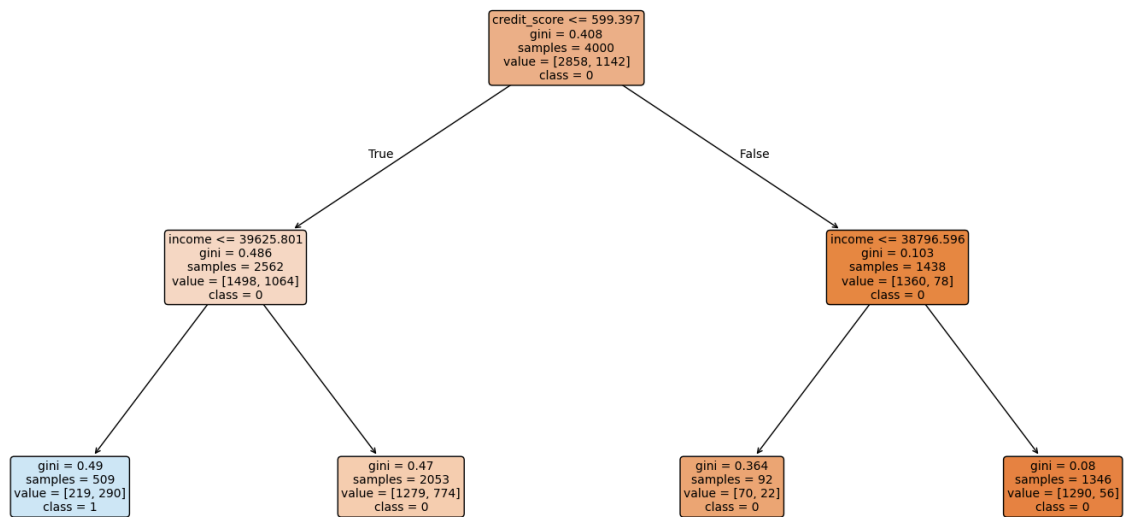 credit_score <= 599.397
gini = 0.408
samples = 4000
value = [2858, 1142]
class = 0
True
False
income <= 39625.801
gini = 0.486
samples = 2562
value = [1498, 1064]
class = 0
income <= 38796.596
gini = 0.103
samples = 1438
value = [1360, 78]
class = 0
gini = 0.49
samples = 509
value = [219, 290]
class = 1
gini = 0.47
samples = 2053
value = [1279, 774]
class = 0
gini = 0.364
samples = 92
value = [70, 22]
class = 0
gini = 0.08
samples = 1346
value = [1290, 56]
class = 0